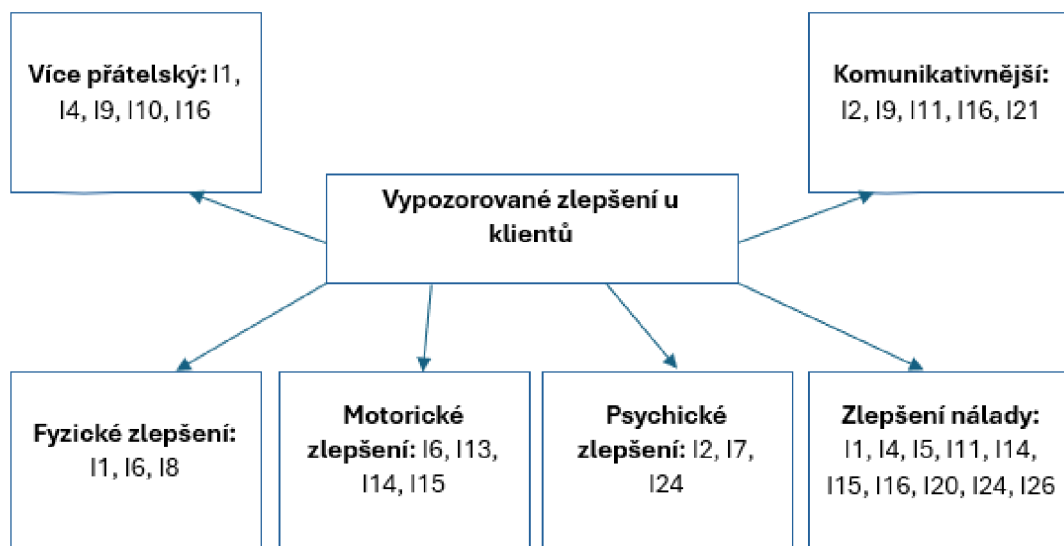 Více přátelský: I1,
I4, I9, I10, I16
Komunikativnější:
I2, I9, I11, I16, I21
Vypozorované zlepšení u
klientů
Fyzické zlepšení:
I1, I6, I8
Motorické
zlepšení: I6, I13,
I14, I15
Psychické
zlepšení: I2, I7,
I24
Zlepšení nálady:
I1, I4, I5, I11, I14,
I15, I16, I20, I24, I26